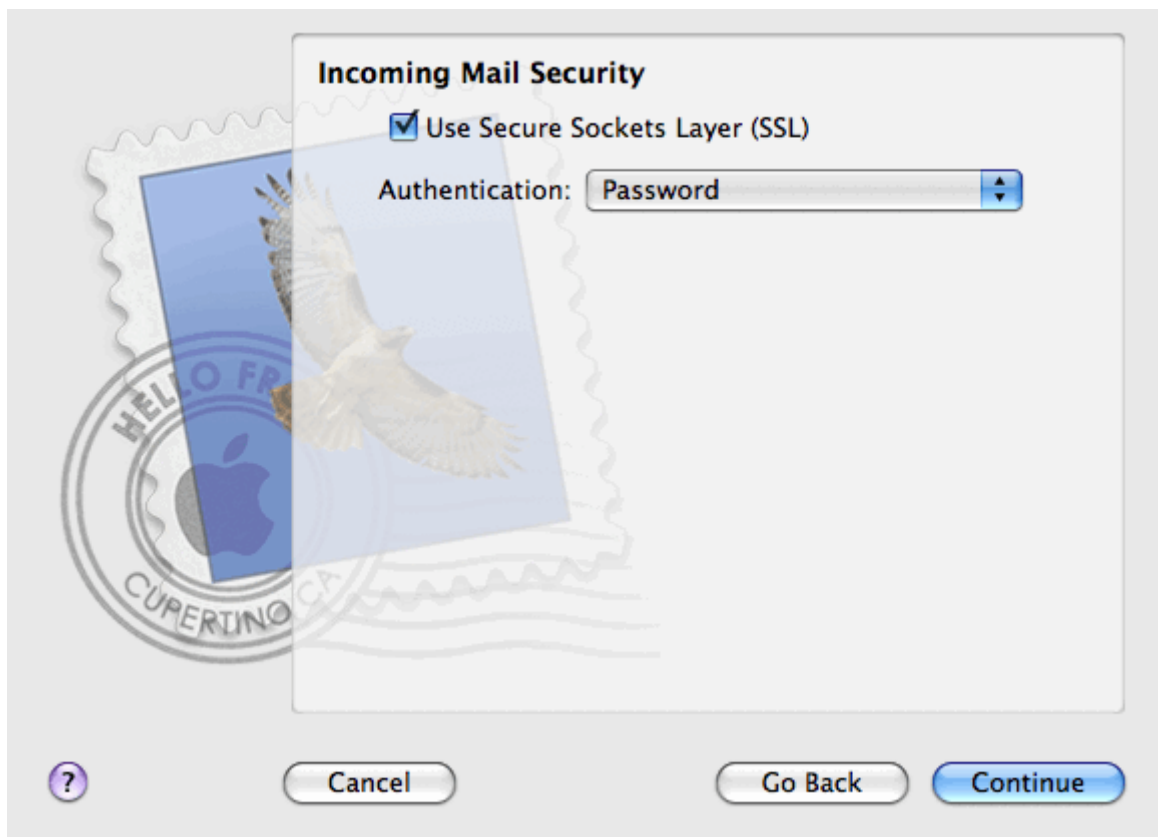 Incoming Mail Security
Use Secure Sockets Layer (SSL)
Authentication: Password
HELLO FR
CUPERTINO CA
? Cancel Go Back Continue